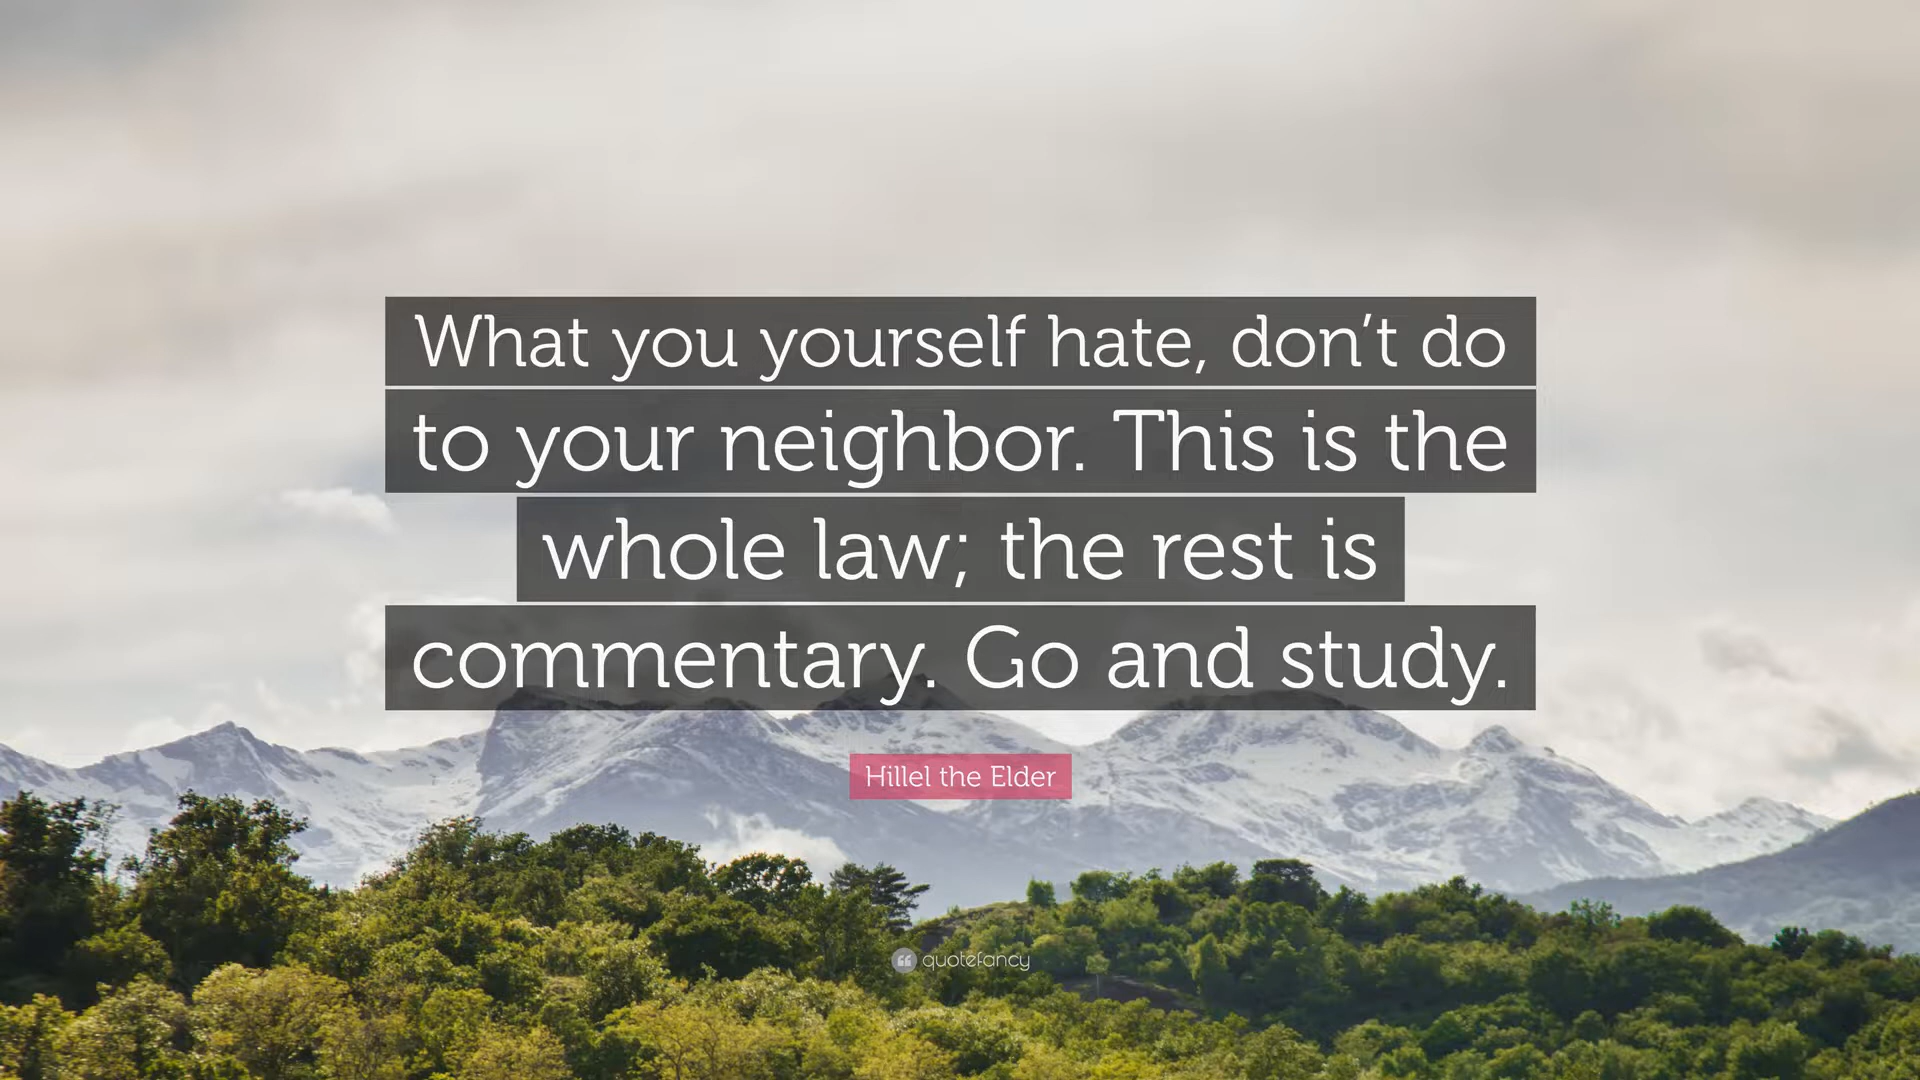 What you yourself hate, don’t do
to your neighbor. This is the
whole law; the rest is
commentary. Go and study.
Hillel the Elder
quotefancy